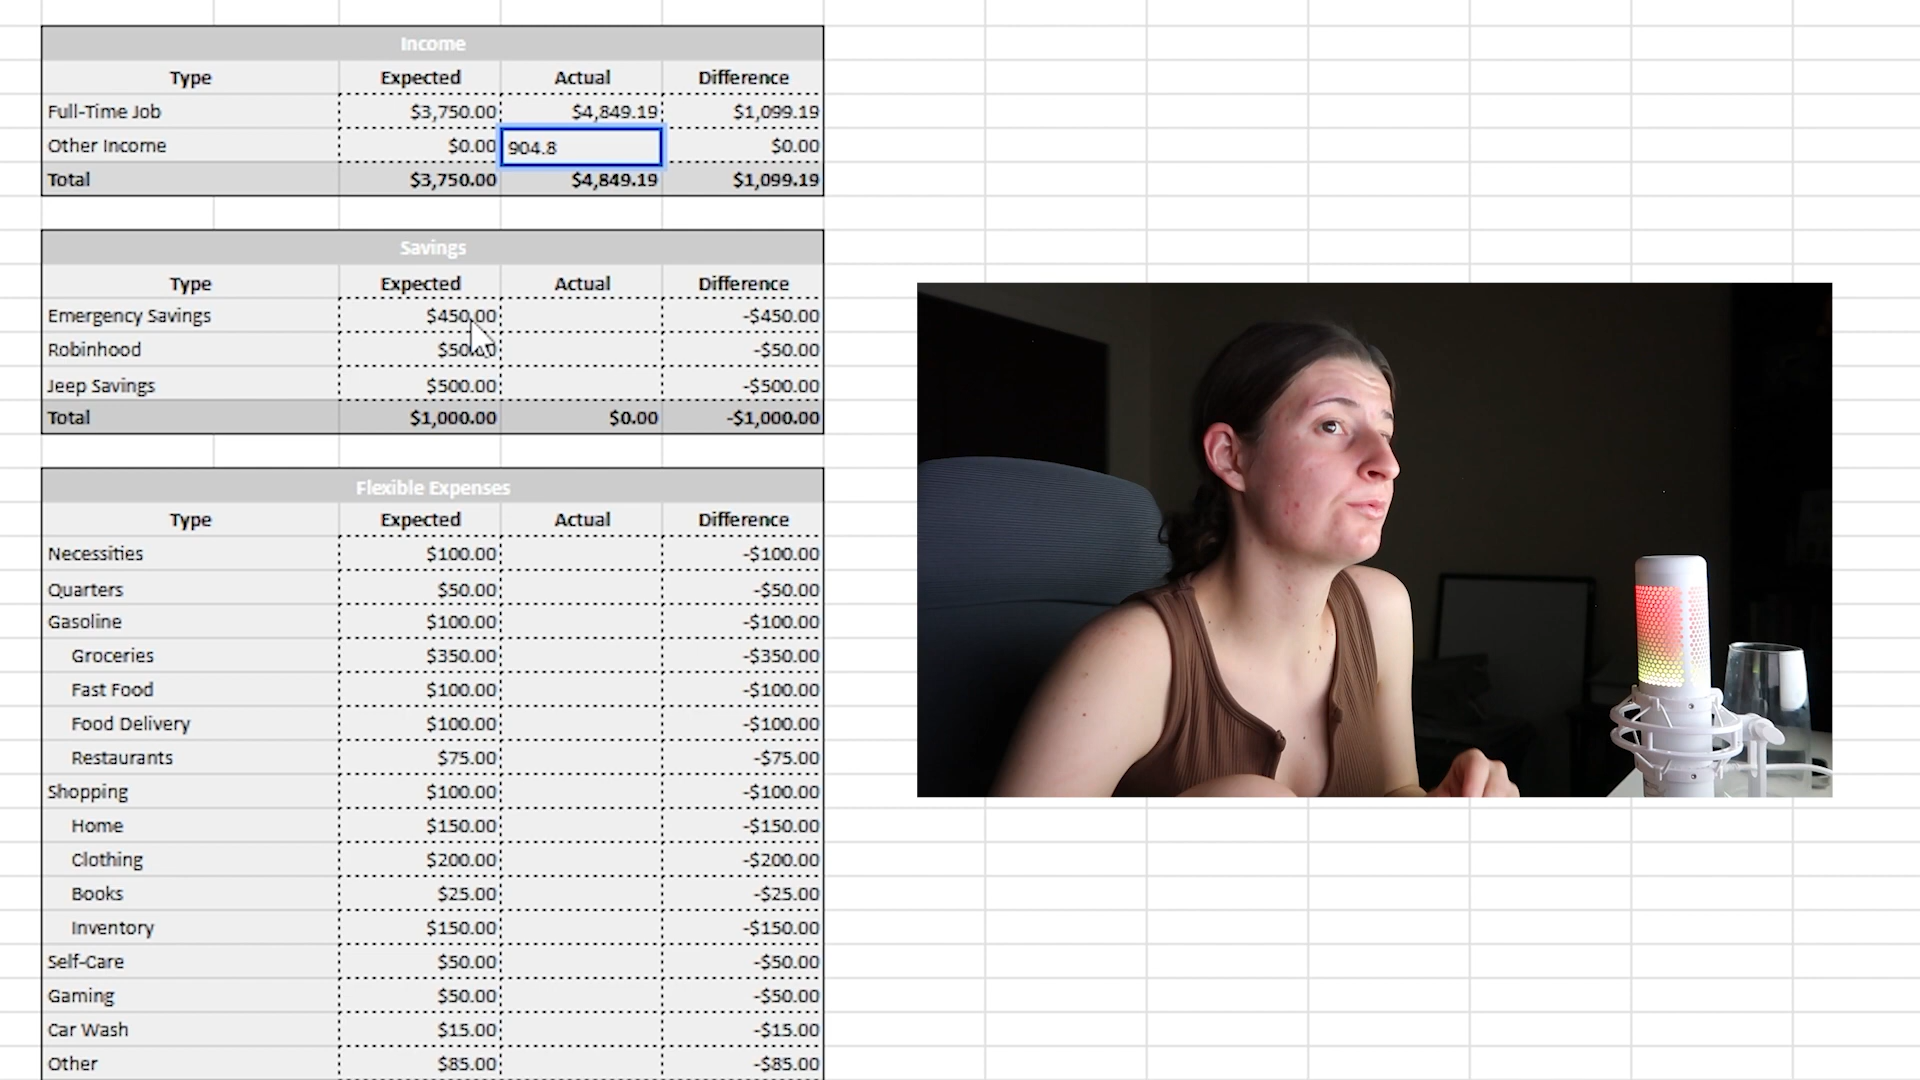 Income
Type Expected Actual Difference
Full-Time Job $3,750.00 $4,849.19 $1,099.19
Other Income $0.00 904.8 $0.00
Total $3,750.00 $4,849.19 $1,099.19
Savings
Type Expected Actual Difference
Emergency Savings $450.00 -$450.00
Robinhood -$50.00
Jeep Savings $500.00 -$500.00
Total $1,000.00 $0.00 -$1,000.00
Flexible Expenses
Type Expected Actual Difference
Necessities $100.00 -$100.00
Quarters $50.00 -$50.00
Gasoline $100.00 -$100.00
Groceries $350.00 -$350.00
Fast Food $100.00 -$100.00
Food Delivery $100.00 -$100.00
Restaurants $75.00 -$75.00
Shopping $100.00 -$100.00
Home $150.00 -$150.00
Clothing $200.00 -$200.00
Books $25.00 -$25.00
Inventory $150.00 -$150.00
Self-Care $50.00 -$50.00
Gaming $50.00 -$50.00
Car Wash $15.00 -$15.00
Other $85.00 -$85.00